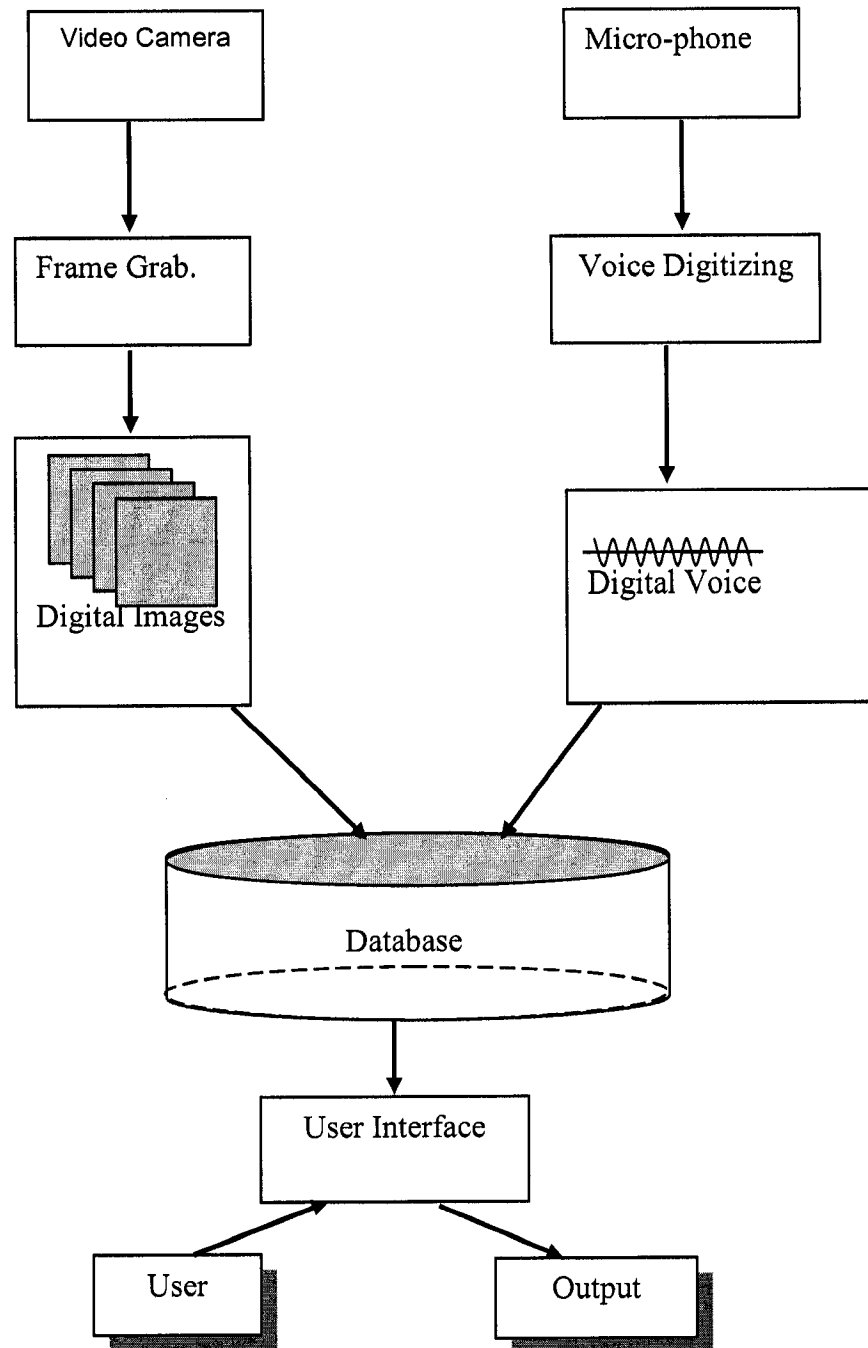 Video Camera
Micro-phone
Frame Grab.
Voice Digitizing
Digital Images
Digital Voice
Database
User Interface
User
Output